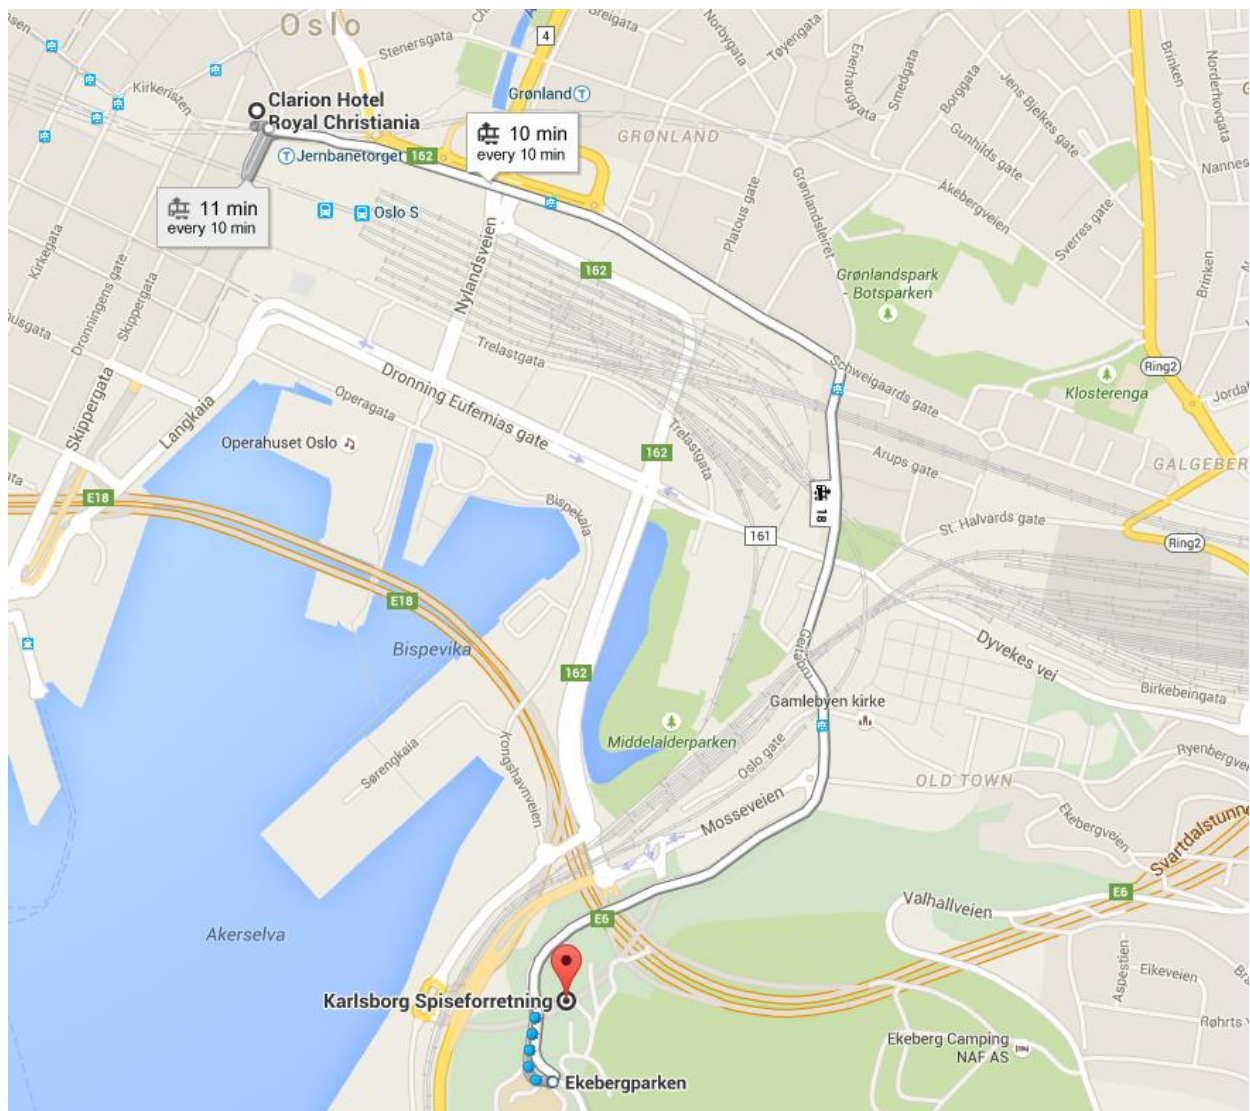 Oslo
Stenersgata
Breigata
Norbygata
Tøyengata
Enerhauggata
Smedgata
Borggata
Jens Bjelkes gate
Brinken
Norderhovgata
4
Kirkeristen
Grønland
Clarion Hotel
Royal Christiania
10 min
every 10 min
GRØNLAND
Gunhilds gate
Jernbanetorget
162
Åkebergveien
Sverres gate
11 min
every 10 min
Oslo S
Platous gate
Grønlandsleiret
Kirkegata
Dronningens gate
Skippergata
Nylandsveien
162
Grønlandspark
- Botsparken
Brinken
Trelastgata
Schweigaards gate
Ring2
Klosterenga
Dronning Eufemias gate
Operagata
Skippergata
Langkaia
Operahuset Oslo
Trelastgata
162
Arups gate
E18
18
Bispekaia
St. Halvards gate
161
Ring2
E18
Bispevika
Geitabru
Dyvekes vei
162
Birkebeingata
Gamlebyen kirke
Middelalderparken
Sørengkaia
Kongshavnveien
Oslo gate
OLD TOWN
Mosseveien
Ekebergveien
Valhallveien
E6
E6
Akerselva
Karlsborg Spiseforretning
Aspestien
Eikeveien
Ekeberg Camping
NAF AS
Ekebergparken